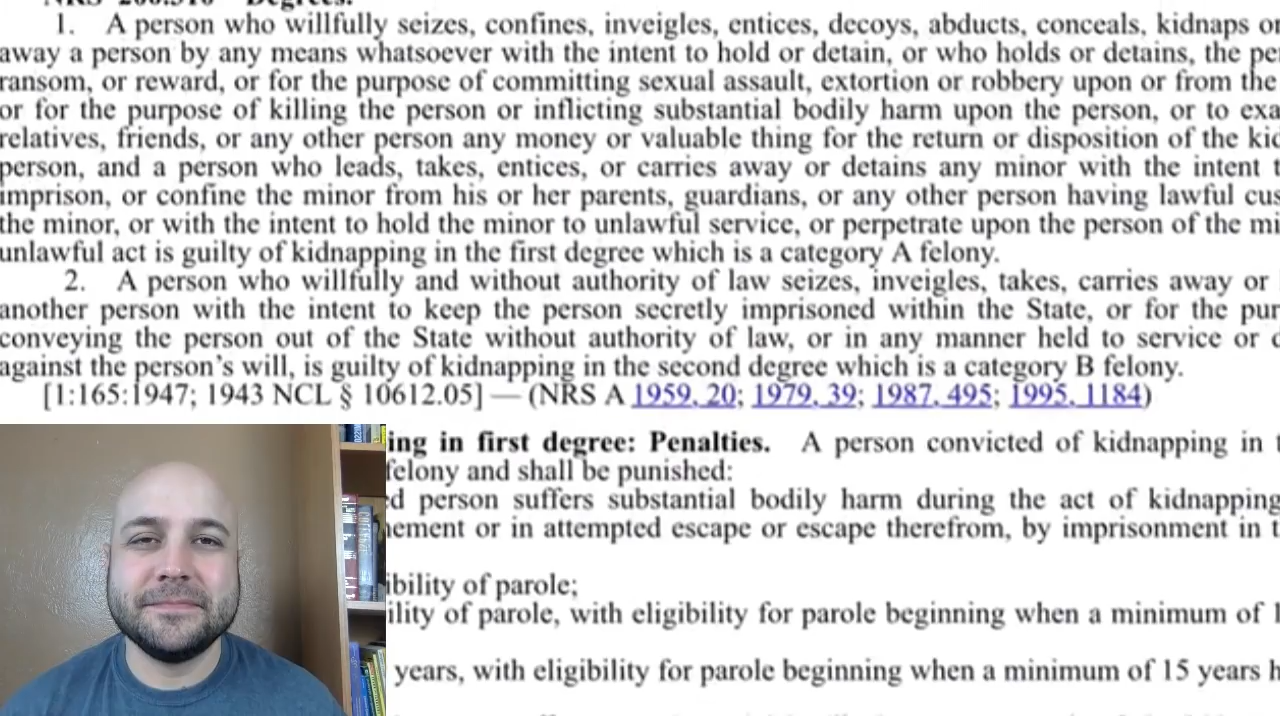 NRS 200.310 Degrees.
1. A person who willfully seizes, confines, inveigles, entices, decoys, abducts, conceals, kidnaps or
away a person by any means whatsoever with the intent to hold or detain, or who holds or detains, the
ransom, or reward, or for the purpose of committing sexual assault, extortion or robbery upon or from the
or for the purpose of killing the person or inflicting substantial bodily harm upon the person, or to
relatives, friends, or any other person any money or valuable thing for the return or disposition of the
person, and a person who leads, takes, entices, or carries away or detains any minor with the intent
imprison, or confine the minor from his or her parents, guardians, or any other person having lawful
the minor, or with the intent to hold the minor to unlawful service, or perpetrate upon the person of the
unlawful act is guilty of kidnapping in the first degree which is a category A felony.
2. A person who willfully and without authority of law seizes, inveigles, takes, carries away or
another person with the intent to keep the person secretly imprisoned within the State, or for the
conveying the person out of the State without authority of law, or in any manner held to service or
against the person’s will, is guilty of kidnapping in the second degree which is a category B felony.
[1:165:1947; 1943 NCL § 10612.05] — (NRS A 1959, 20; 1979, 39; 1987, 495; 1995, 1184)
ing in first degree: Penalties. A person convicted of kidnapping in
felony and shall be punished:
d person suffers substantial bodily harm during the act of kidnapping
ement or in attempted escape or escape therefrom, by imprisonment in
ibility of parole;
ility of parole, with eligibility for parole beginning when a minimum of
years, with eligibility for parole beginning when a minimum of 15 years